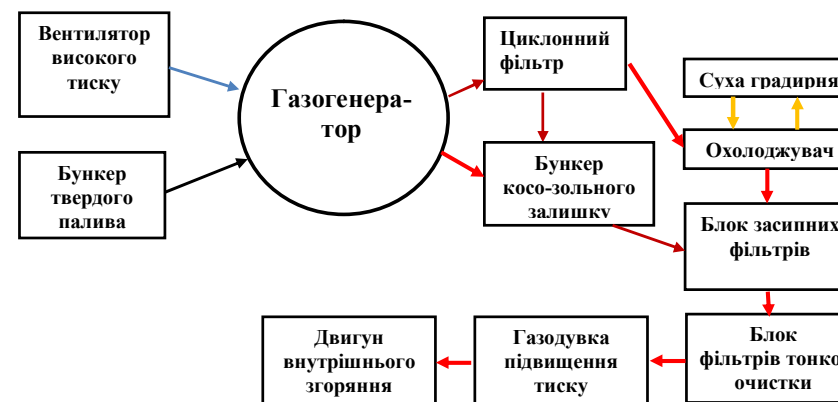 Вентилятор
високого
тиску
Газогенера-
тор
Циклонний
фільтр
Суха градирня
Бункер
твердого
палива
Бункер
косо-зольного
залишку
Охолоджувач
Блок засипних
фільтрів
Двигун
внутрішнього
згоряння
Газодувка
підвищення
тиску
Блок
фільтрів тонко
очистки